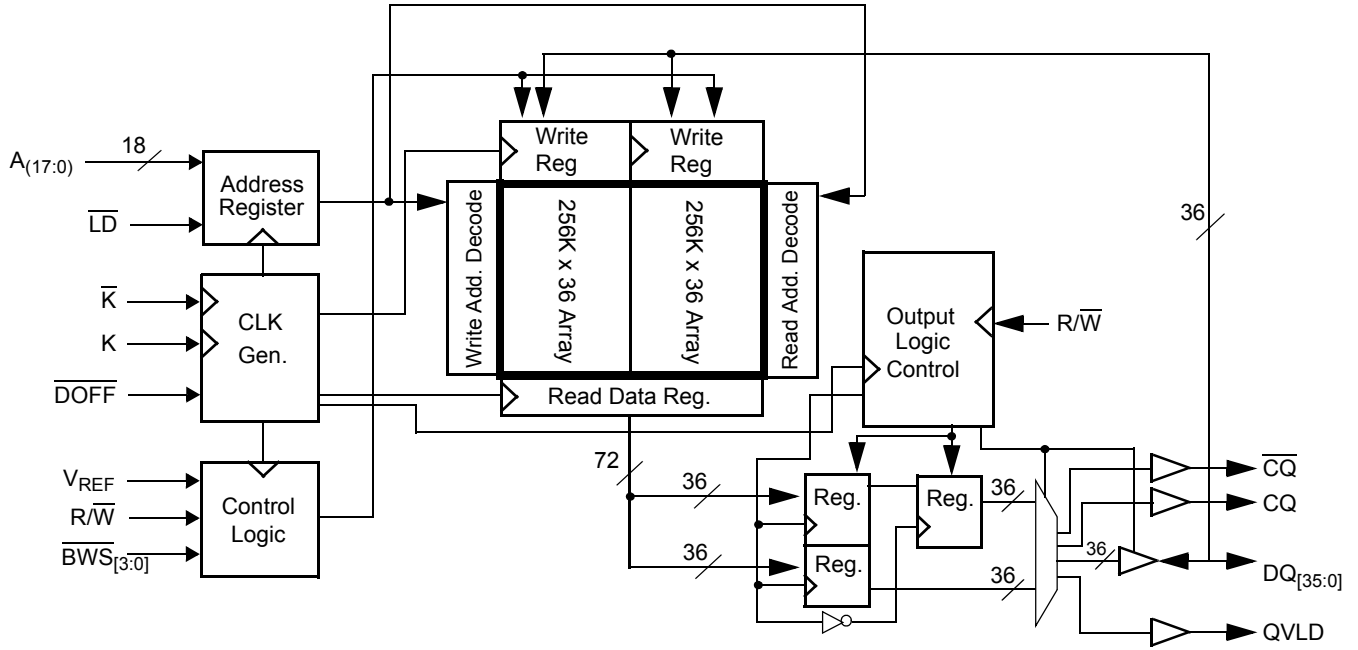 A(17:0)
18
LD
Address
Register
K
K
DOFF
CLK
Gen.
VREF
R/W
BWS[3:0]
Control
Logic
Write
Reg
Write
Reg
Write Add. Decode
256K x 36 Array
256K x 36 Array
Read Add. Decode
Read Data Reg.
72
36
36
Output
Logic
Control
R/W
36
Reg.
Reg.
Reg.
36
36
36
CQ
CQ
DQ[35:0]
QVLD